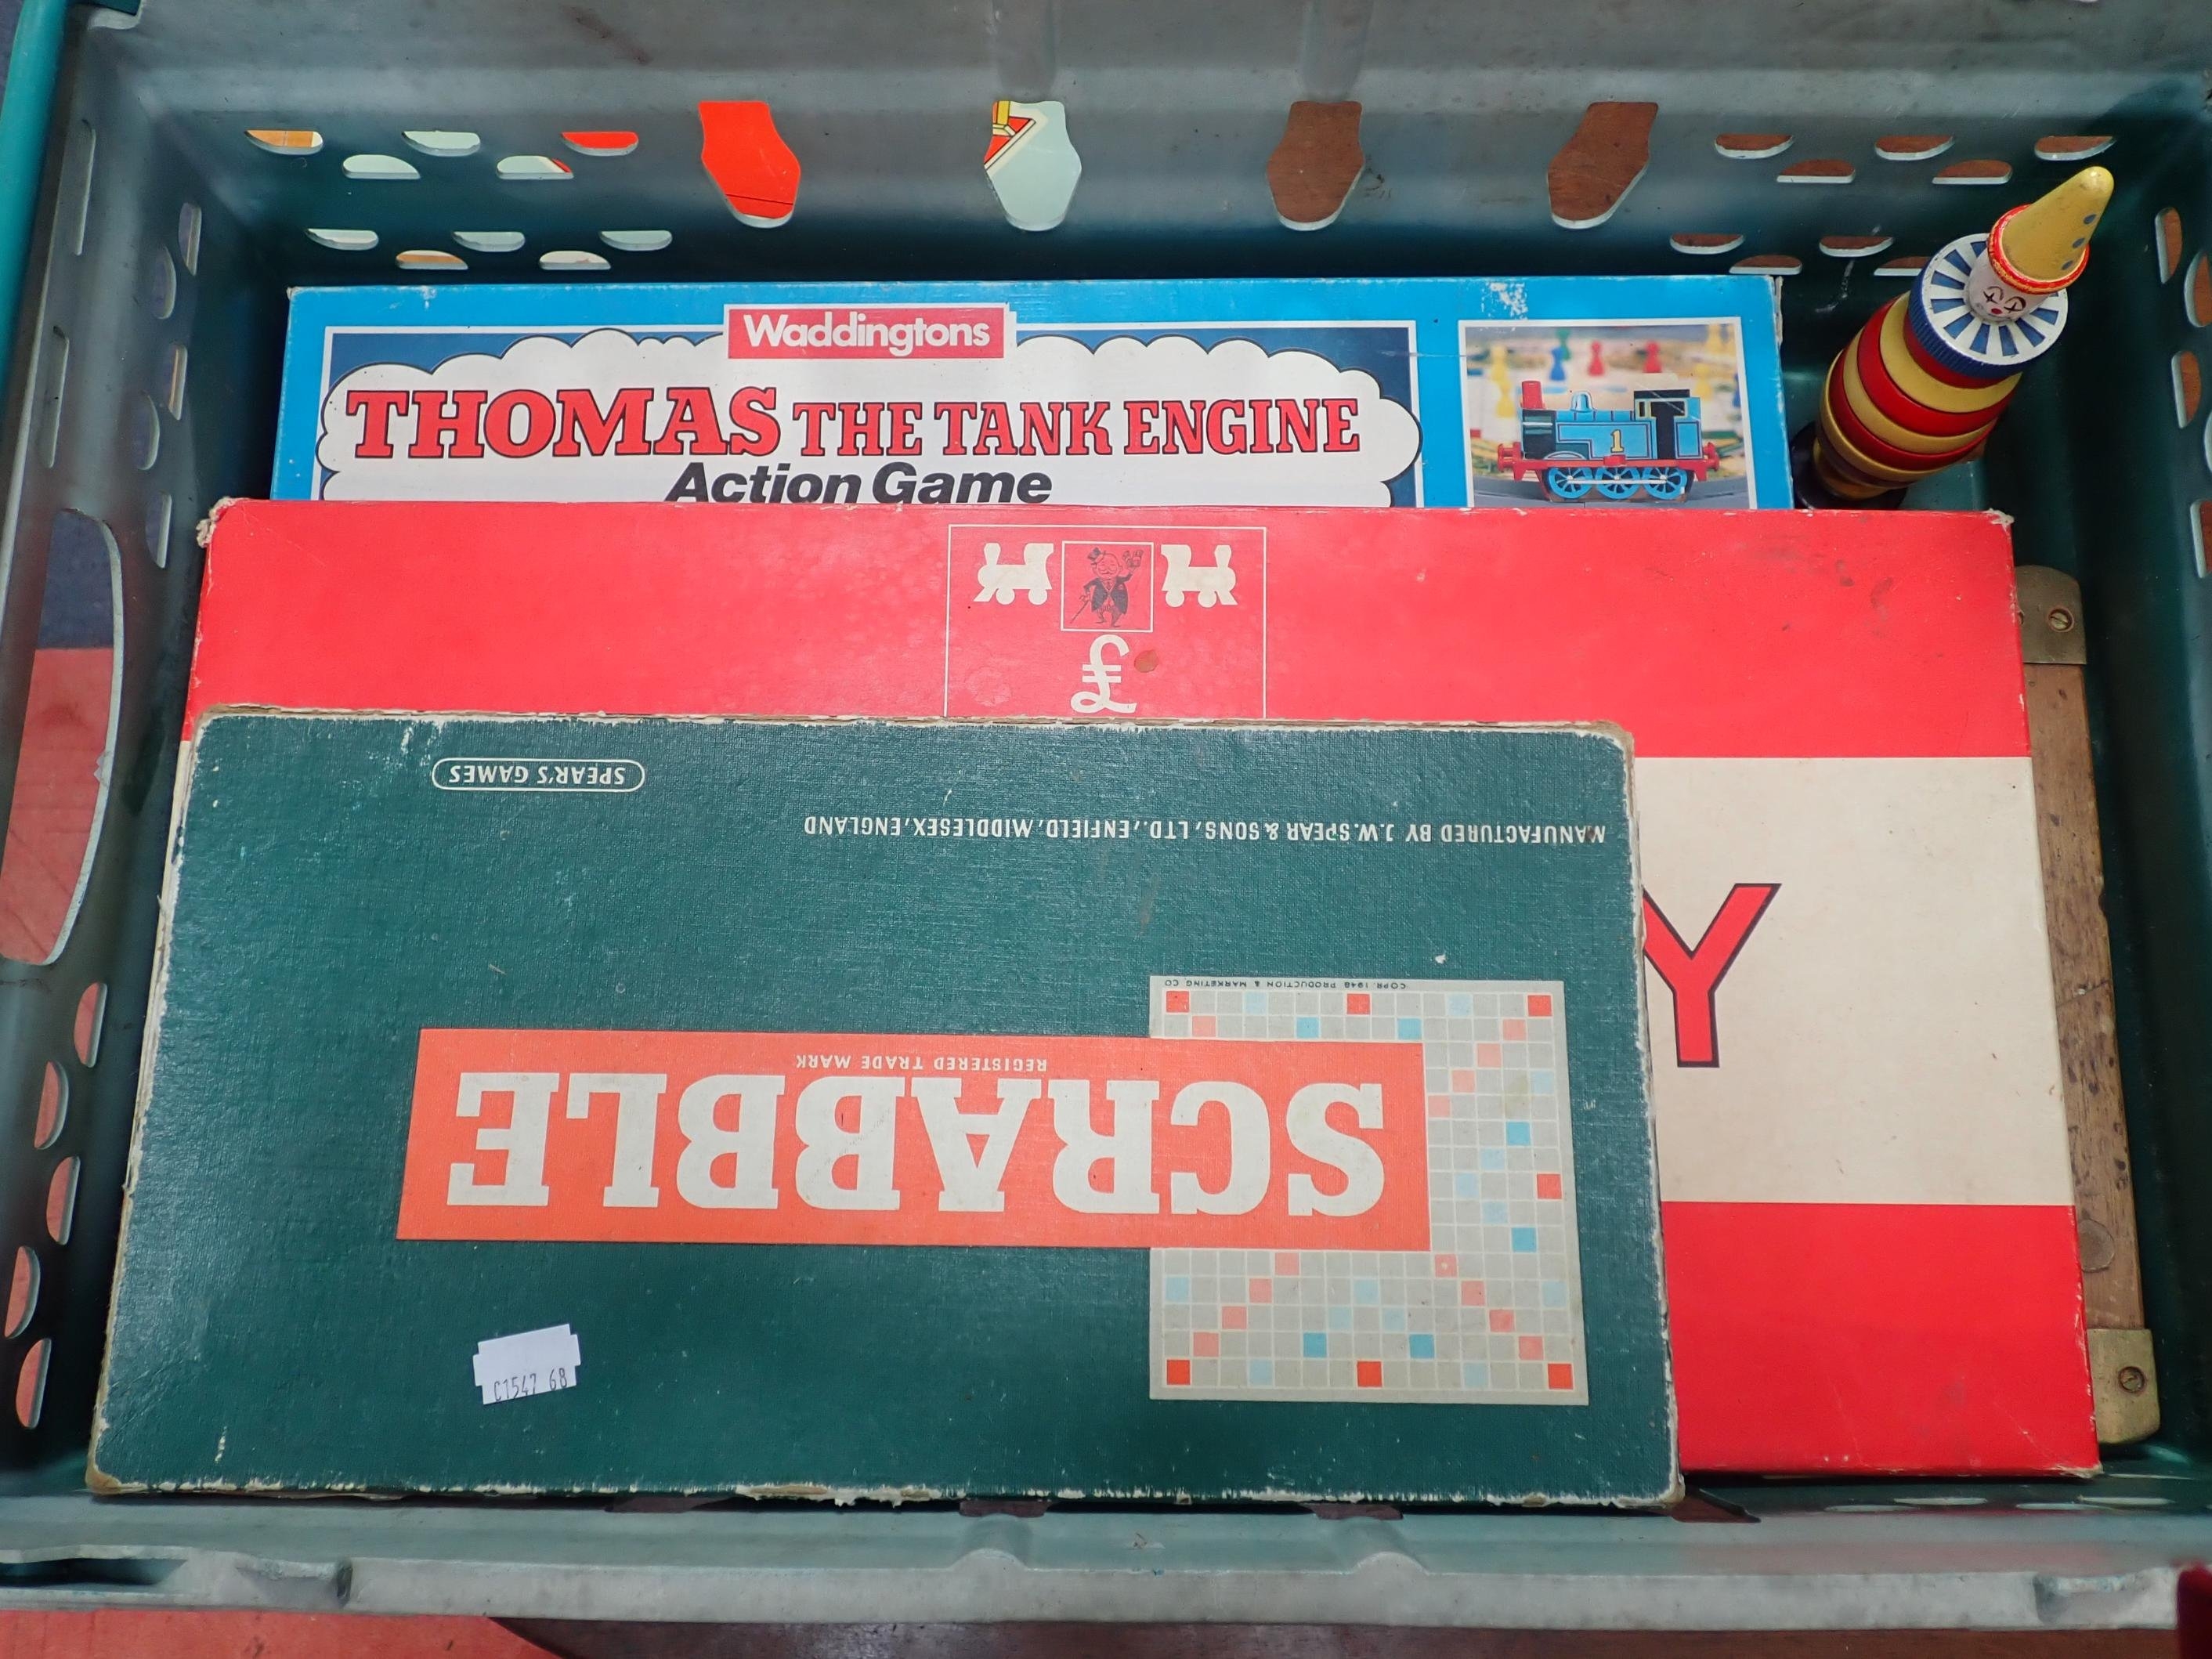 Waddingtons
THOMAS THE TANK ENGINE
Action Game
1
£
Y
SPEAR'S GAMES
MANUFACTURED BY J.W. SPEAR & SONS, LTD., ENFIELD, MIDDLESEX, ENGLAND
COPR. 1948 PRODUCTION & MARKETING CO
REGISTERED TRADE MARK
SCRABBLE
C1547 68